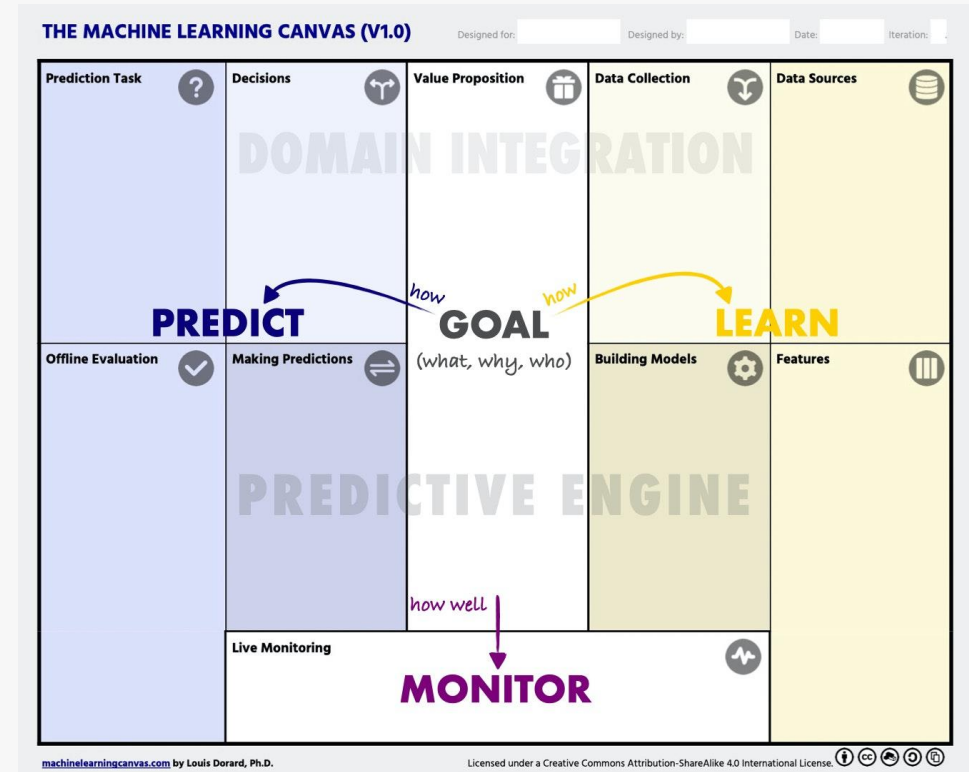 THE MACHINE LEARNING CANVAS (V1.0)
Designed for:
Designed by:
Date:
Iteration:
Prediction Task
Decisions
Value Proposition
Data Collection
Data Sources
DOMAIN INTEGRATION
how
how
PREDICT
GOAL
LEARN
(what, why, who)
Offline Evaluation
Making Predictions
Building Models
Features
PREDICTIVE ENGINE
how well
Live Monitoring
MONITOR
machinelearningcanvas.com by Louis Dorard, Ph.D.
Licensed under a Creative Commons Attribution-ShareAlike 4.0 International License.